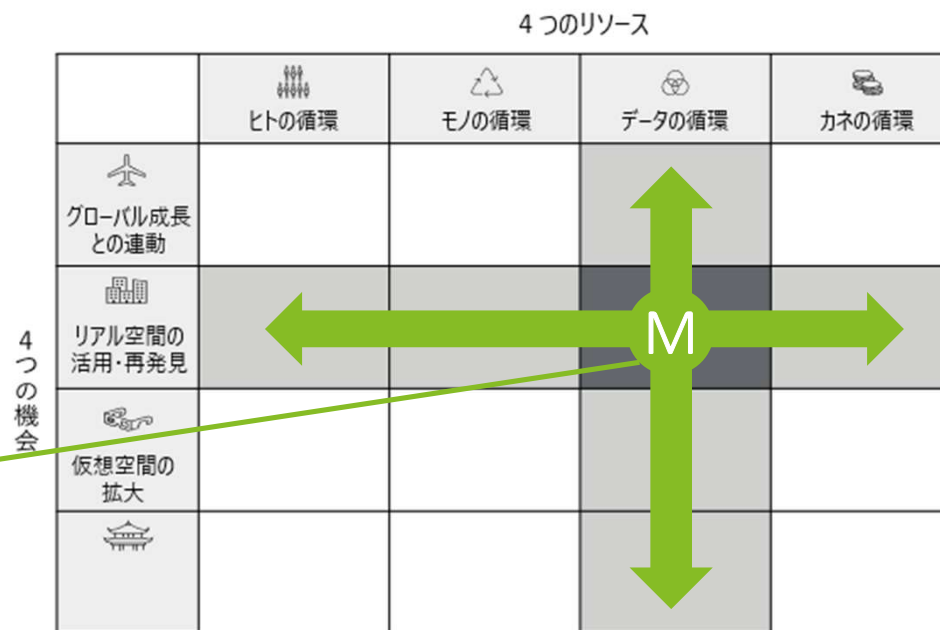 4つのリソース
ヒトの循環
モノの循環
データの循環
カネの循環
グローバル成長
との連動
リアル空間の
活用・再発見
M
仮想空間の
拡大
4つの機会